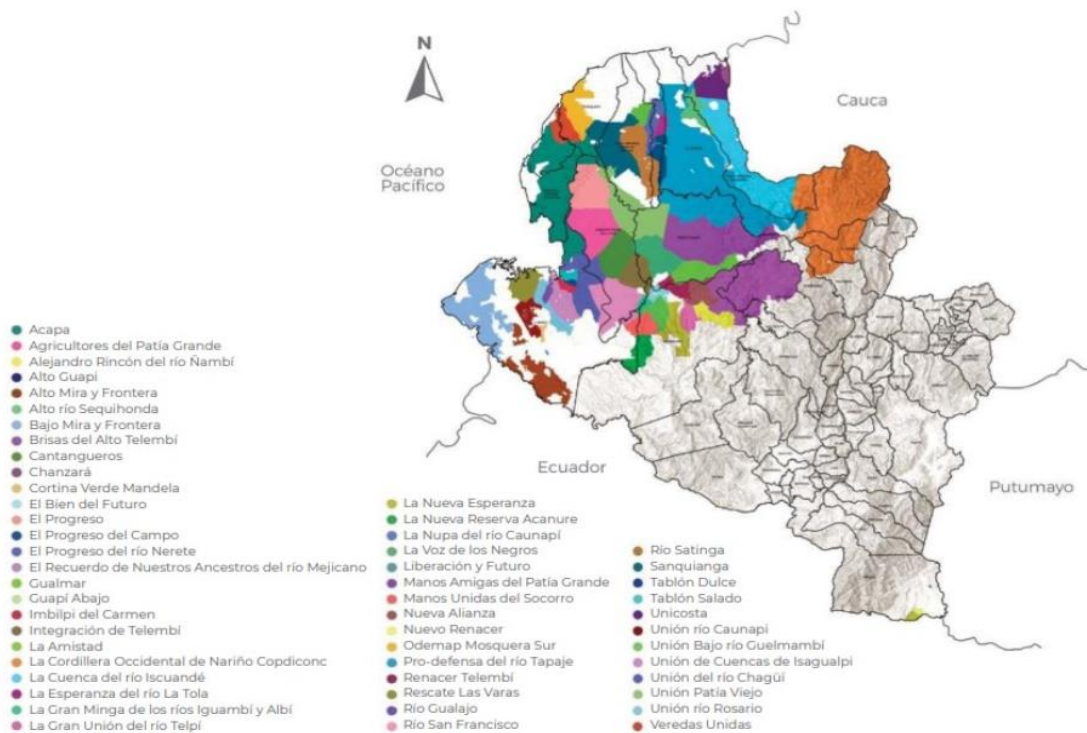 N
Cauca
Océano
Pacífico
Ecuador
Putumayo
Acapa
Agricultores del Patía Grande
Alejandro Rincón del río Ñambí
Alto Guapi
Alto Mira y Frontera
Alto río Sequihonda
Bajo Mira y Frontera
Brisas del Alto Telembí
Cantangueros
Chanzará
Cortina Verde Mandela
El Bien del Futuro
El Progreso
El Progreso del Campo
El Progreso del río Nerete
El Recuerdo de Nuestros Ancestros del río Mejicano
Gualmar
Guapí Abajo
Imbilpi del Carmen
Integración de Telembí
La Amistad
La Cordillera Occidental de Nariño Copdiconc
La Cuenca del río Iscuandé
La Esperanza del río La Tola
La Gran Minga de los ríos Iguambí y Albí
La Gran Unión del río Telpí
La Nueva Esperanza
La Nueva Reserva Acanure
La Nupa del río Caunapí
La Voz de los Negros
Liberación y Futuro
Manos Amigas del Patía Grande
Manos Unidas del Socorro
Nueva Alianza
Nuevo Renacer
Odemap Mosquera Sur
Pro-defensa del río Tapaje
Renacer Telembí
Rescate Las Varas
Río Gualajo
Río San Francisco
Río Satinga
Sanquianga
Tablón Dulce
Tablón Salado
Unicosta
Unión río Caunapi
Unión Bajo río Guelmambí
Unión de Cuencas de Isagualpi
Unión del río Chagüí
Unión Patía Viejo
Unión río Rosario
Veredas Unidas